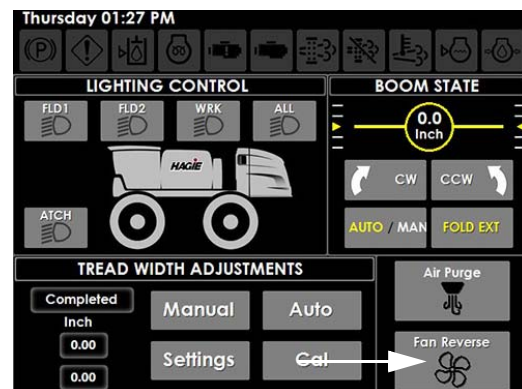 Thursday 01:27 PM
(P)
LIGHTING CONTROL
FLD1
FLD2
WRK
ALL
HAGIE
ATCH
BOOM STATE
0.0
Inch
CW
CCW
AUTO / MAN
FOLD EXT
TREAD WIDTH ADJUSTMENTS
Completed
Inch
0.00
0.00
Manual
Auto
Settings
Cal
Air Purge
Fan Reverse